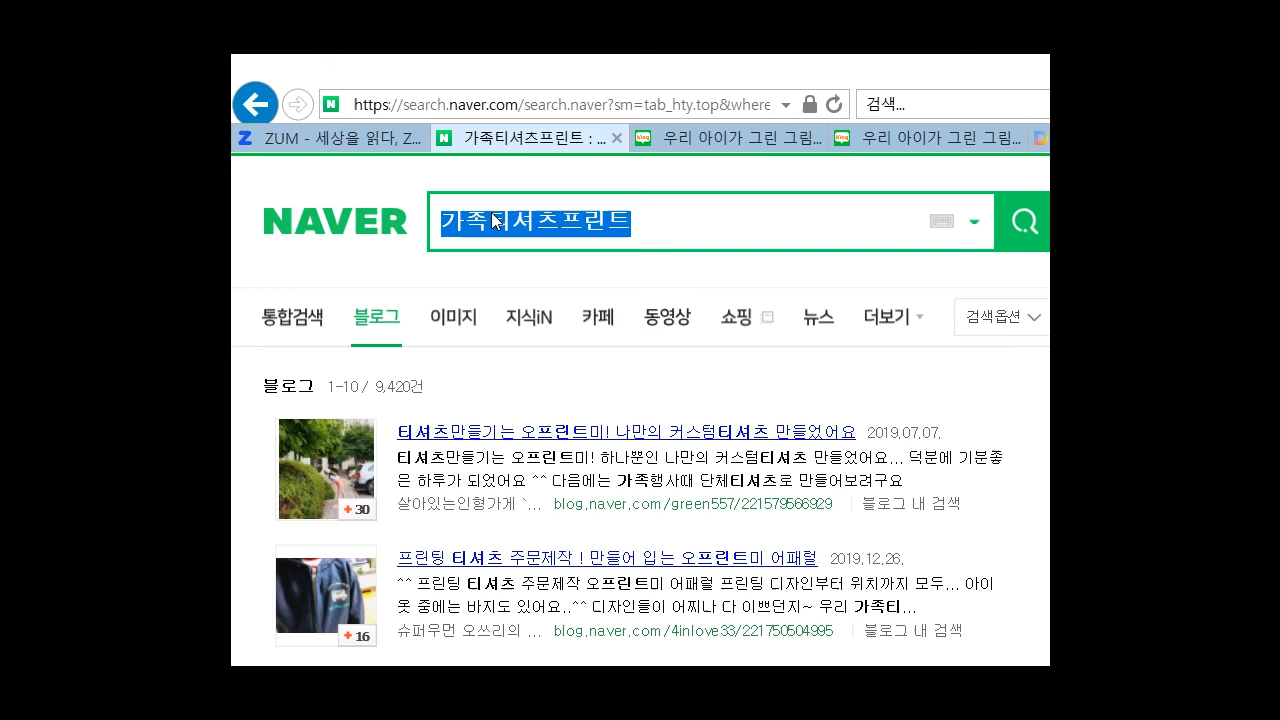 https://search.naver.com/search.naver?sm=tab_hty.top&where 검색...
ZUM - 세상을 읽다, Z... 가족티셔츠프린트 : ... 우리 아이가 그린 그림... 우리 아이가 그린 그림...
NAVER 가족티셔츠프린트
통합검색 블로그 이미지 지식iN 카페 동영상 쇼핑 뉴스 더보기 검색옵션
블로그 1-10 / 9,420건
티셔츠만들기는 오프린트미! 나만의 커스텀티셔츠 만들었어요 2019.07.07.
티셔츠만들기는 오프린트미! 하나뿐인 나만의 커스텀티셔츠 만들었어요... 덕분에 기분좋
은 하루가 되었어요 ^^ 다음에는 가족행사때 단체티셔츠로 만들어보려구요
+ 30
살아있는인형가게 `... blog.naver.com/green557/221579566929 블로그 내 검색
프린팅 티셔츠 주문제작 ! 만들어 입는 오프린트미 어패럴 2019.12.26.
^^ 프린팅 티셔츠 주문제작 오프린트미 어패럴 프린팅 디자인부터 위치까지 모두... 아이
옷 중에는 바지도 있어요..^^ 디자인들이 어찌나 다 이쁘던지~ 우리 가족티...
+ 16
슈퍼우먼 오쓰리의 ... blog.naver.com/4inlove33/221750504995 블로그 내 검색